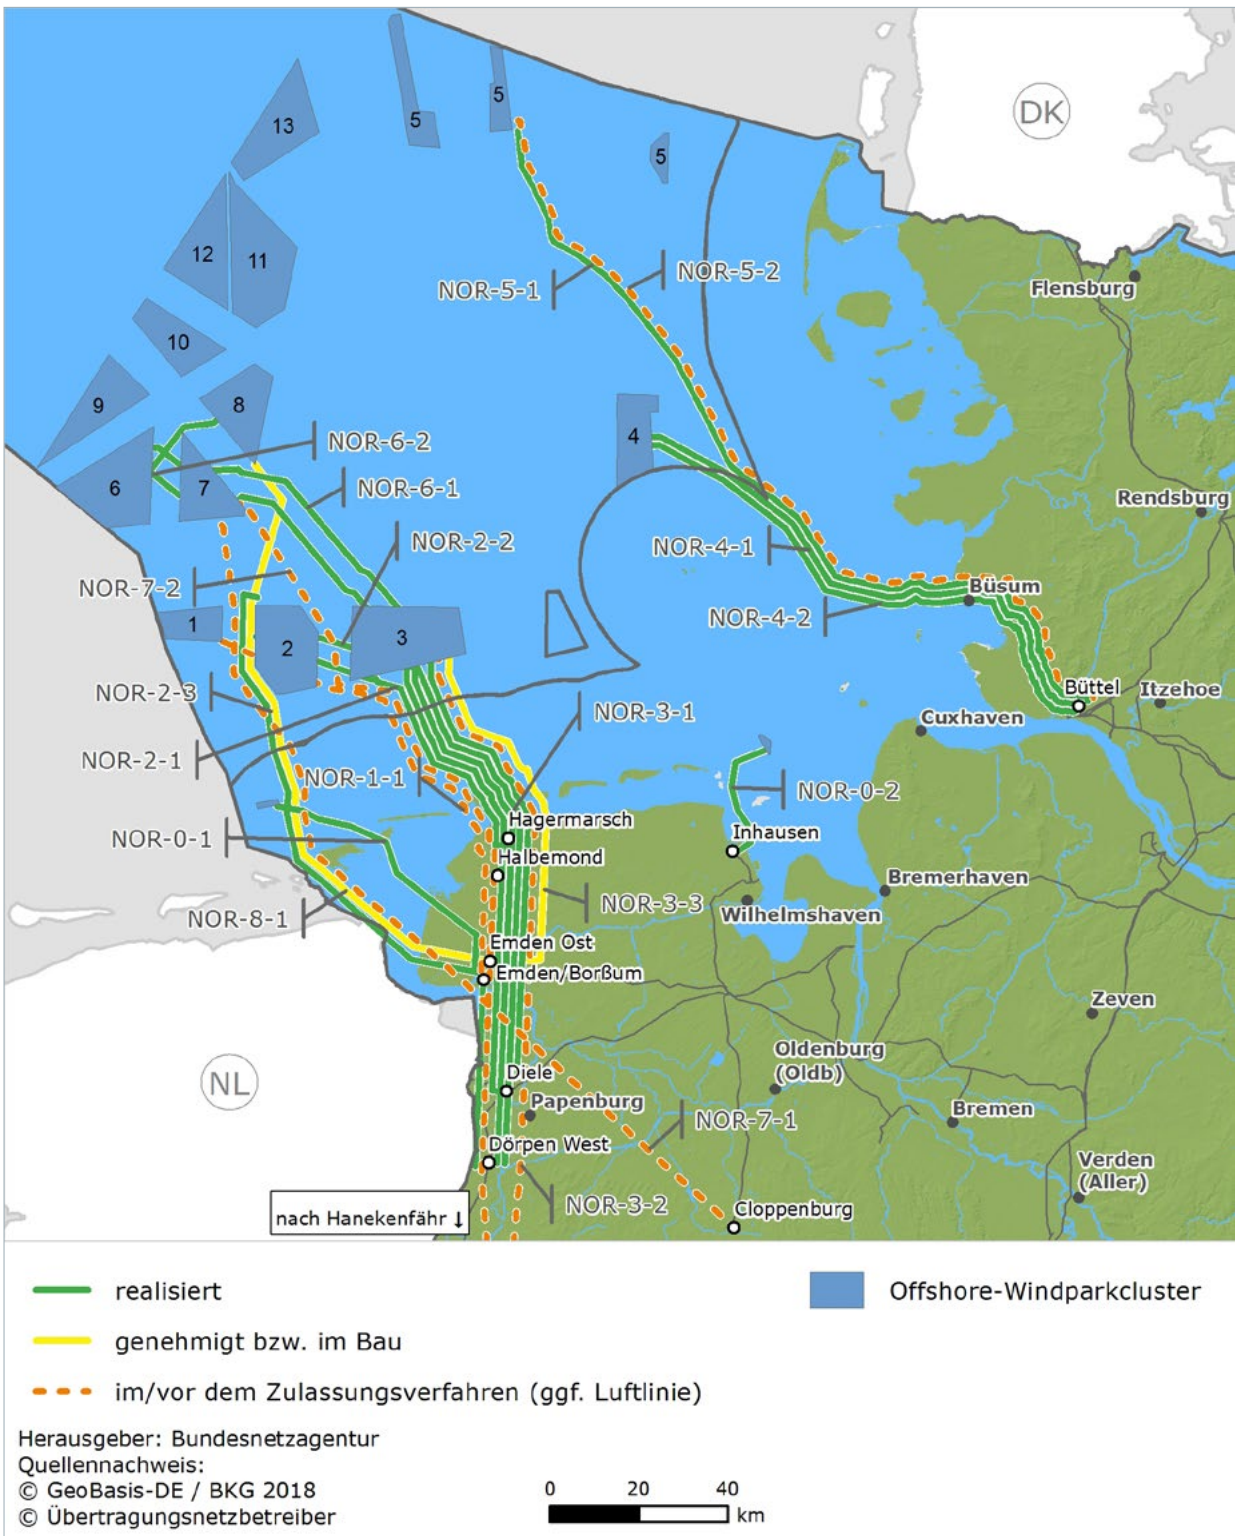 13
5
5
5
DK
12
11
NOR-5-1
NOR-5-2
Flensburg
10
9
8
4
NOR-6-2
6
7
NOR-6-1
Rendsburg
NOR-2-2
NOR-4-1
NOR-7-2
Büsum
NOR-4-2
1
2
3
NOR-2-3
Büttel
Itzehoe
NOR-3-1
Cuxhaven
NOR-2-1
NOR-1-1
NOR-0-2
Hagermarsch
NOR-0-1
Inhausen
Halbemond
Bremerhaven
NOR-8-1
NOR-3-3
Wilhelmshaven
Emden Ost
Emden/Borßum
Zeven
Oldenburg
(Oldb)
NL
Diele
Papenburg
Bremen
NOR-7-1
Dörpen West
Verden
(Aller)
NOR-3-2
Cloppenburg
nach Hanekenfähr ↓
realisiert
Offshore-Windparkcluster
genehmigt bzw. im Bau
im/vor dem Zulassungsverfahren (ggf. Luftlinie)
Herausgeber: Bundesnetzagentur
Quellennachweis:
© GeoBasis-DE / BKG 2018
© Übertragungsnetzbetreiber
0 20 40
km